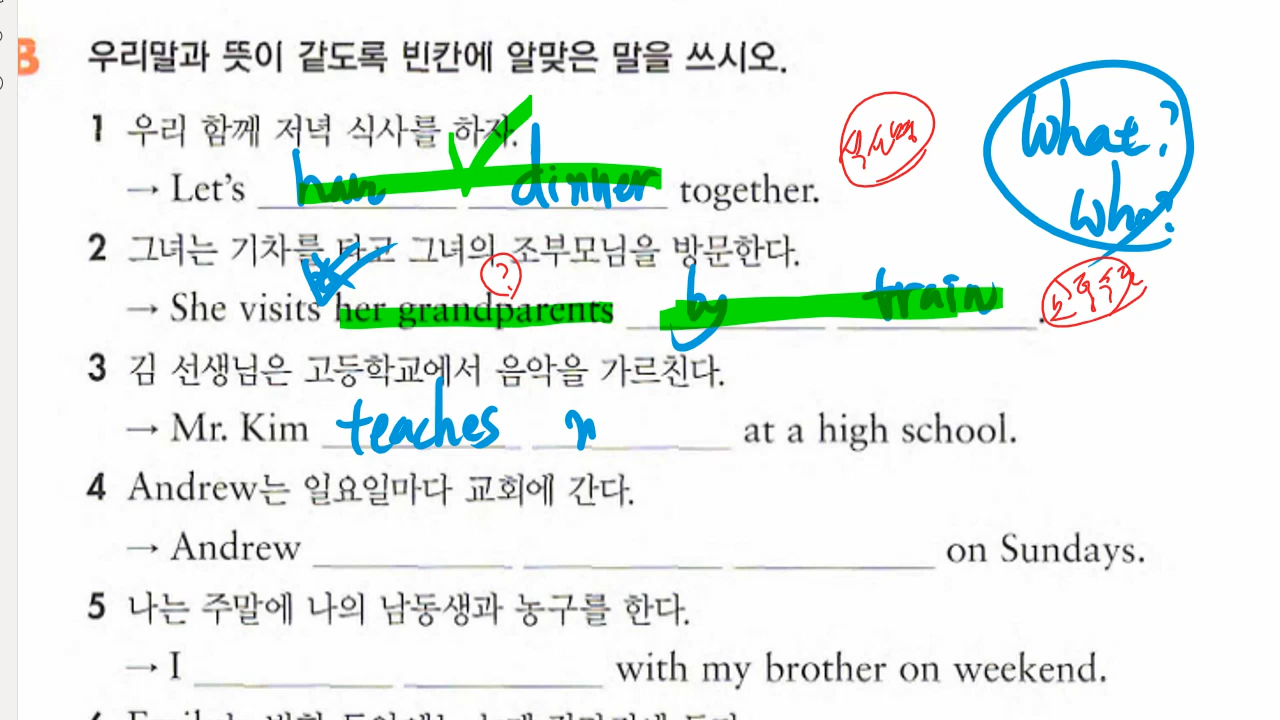 B 우리말과 뜻이 같도록 빈칸에 알맞은 말을 쓰시오.
1 우리 함께 저녁 식사를 하자.
식사명
What?
→ Let's dinner together.
who?
2 그녀는 기차를 타고 그녀의 조부모님을 방문한다.
?
→ She visits her grandparents by train.
3 김 선생님은 고등학교에서 음악을 가르친다.
→ Mr. Kim teaches at a high school.
4 Andrew는 일요일마다 교회에 간다.
→ Andrew on Sundays.
5 나는 주말에 나의 남동생과 농구를 한다.
→ I with my brother on weekend.